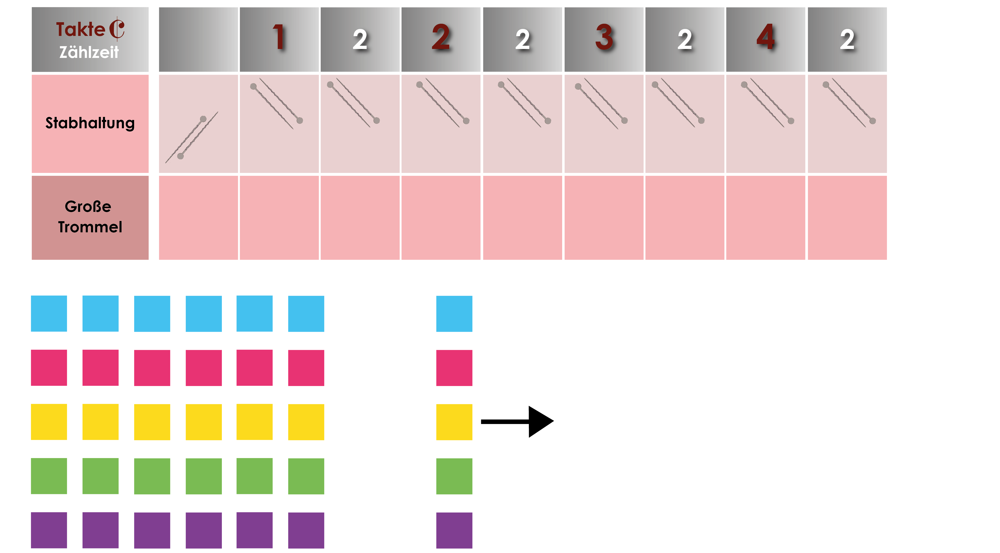 Takte 𝄵
Zählzeit
1 2 2 2 3 2 4 2
Stabhaltung
Große
Trommel